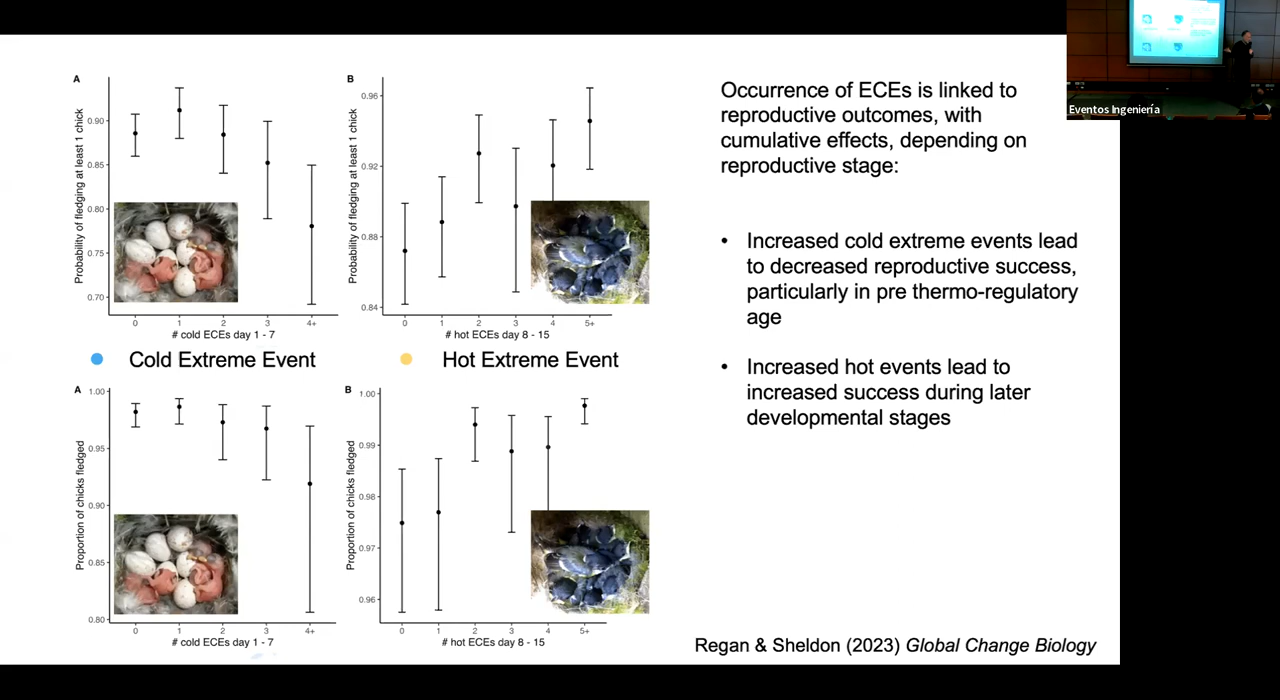 A
Probability of fledging at least 1 chick
0.90
0.85
0.80
0.75
0.70
0 1 2 3 4+
# cold ECEs day 1 - 7
B
Probability of fledging at least 1 chick
0.96
0.92
0.88
0.84
0 1 2 3 4 5+
# hot ECEs day 8 - 15
Cold Extreme Event
Hot Extreme Event
A
Proportion of chicks fledged
1.00
0.95
0.90
0.85
0.80
0 1 2 3 4+
# cold ECEs day 1 - 7
B
Proportion of chicks fledged
1.00
0.99
0.98
0.97
0.96
0 1 2 3 4 5+
# hot ECEs day 8 - 15
Occurrence of ECEs is linked to
reproductive outcomes, with
cumulative effects, depending on
reproductive stage:
• Increased cold extreme events lead
to decreased reproductive success,
particularly in pre thermo-regulatory
age
• Increased hot events lead to
increased success during later
developmental stages
Regan & Sheldon (2023) Global Change Biology
Eventos Ingeniería